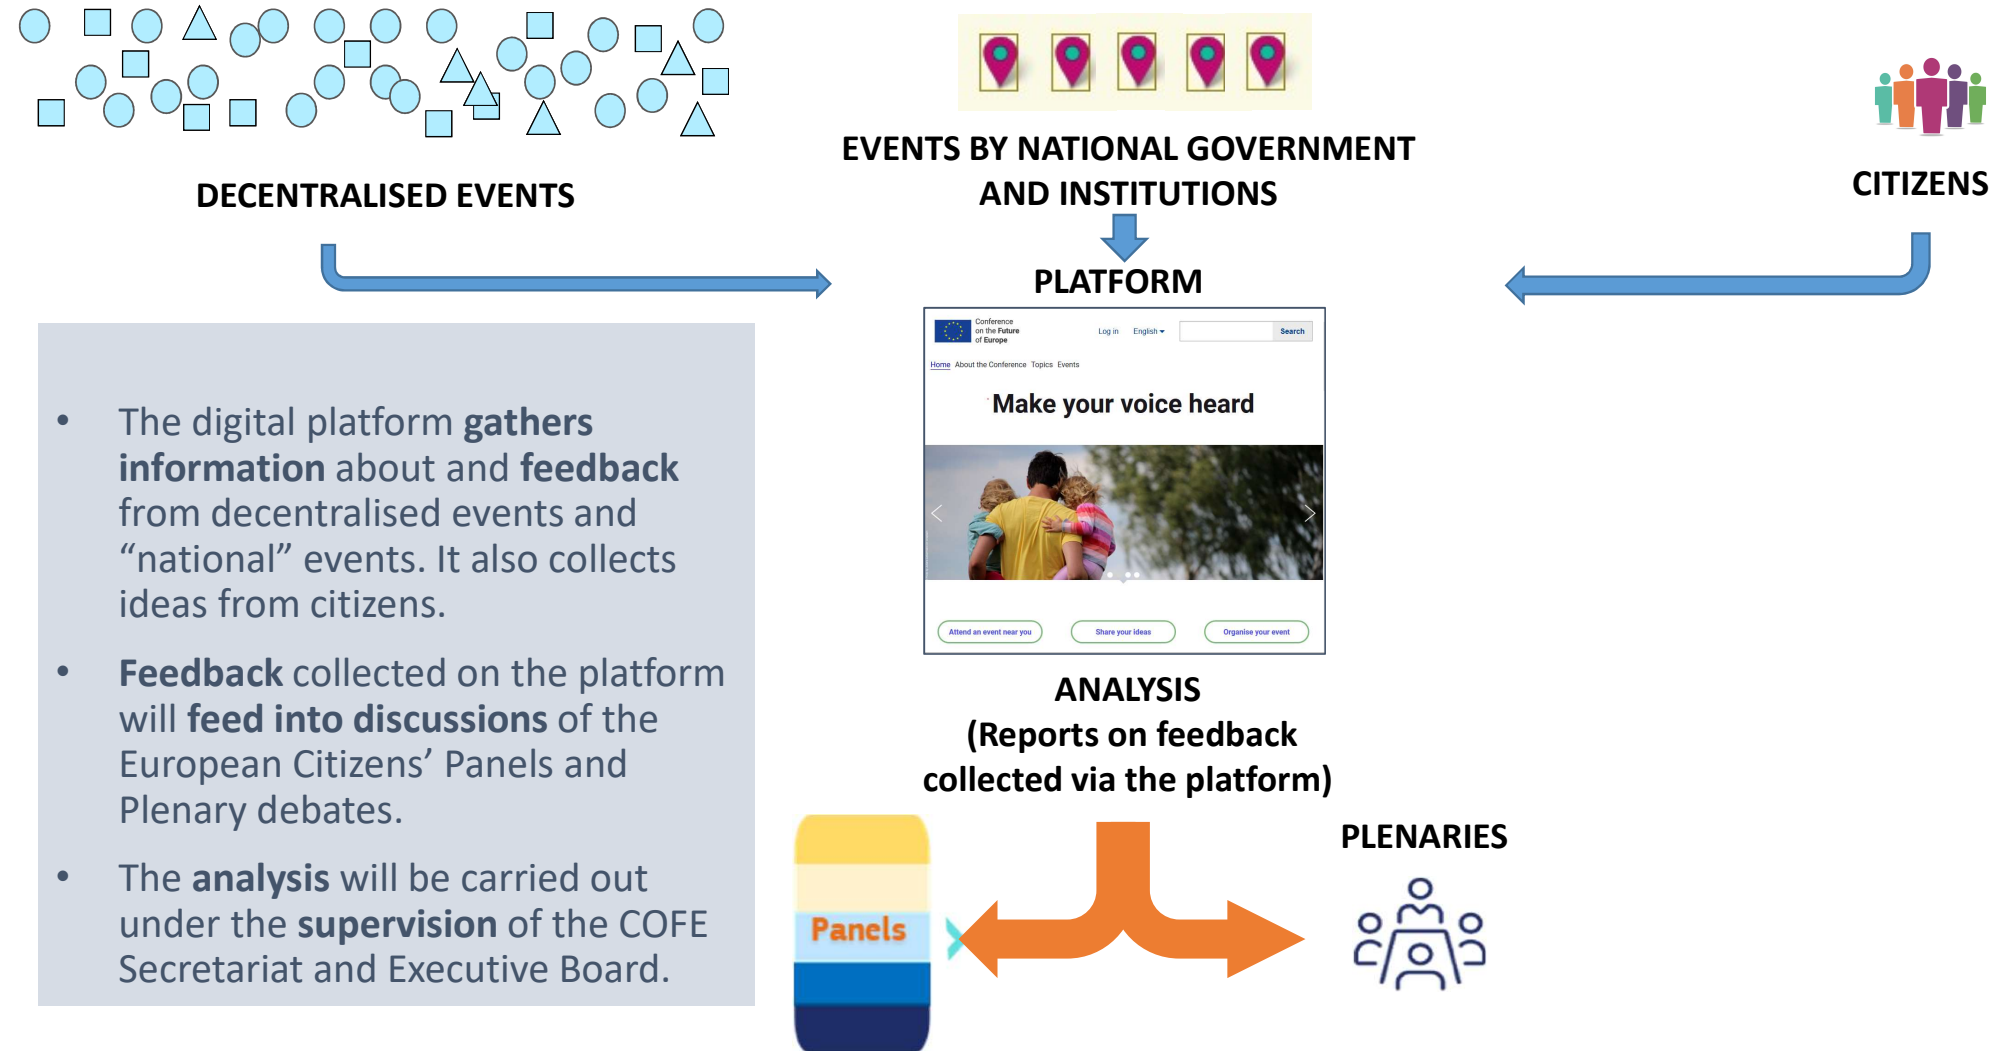 DECENTRALISED EVENTS
EVENTS BY NATIONAL GOVERNMENT
AND INSTITUTIONS
CITIZENS
PLATFORM
Conference
on the Future
of Europe
Log in English
Search
Home About the Conference Topics Events
Make your voice heard
Attend an event near you
Share your ideas
Organise your event
• The digital platform gathers
information about and feedback
from decentralised events and
“national” events. It also collects
ideas from citizens.
• Feedback collected on the platform
will feed into discussions of the
European Citizens’ Panels and
Plenary debates.
• The analysis will be carried out
under the supervision of the COFE
Secretariat and Executive Board.
ANALYSIS
(Reports on feedback
collected via the platform)
Panels
PLENARIES